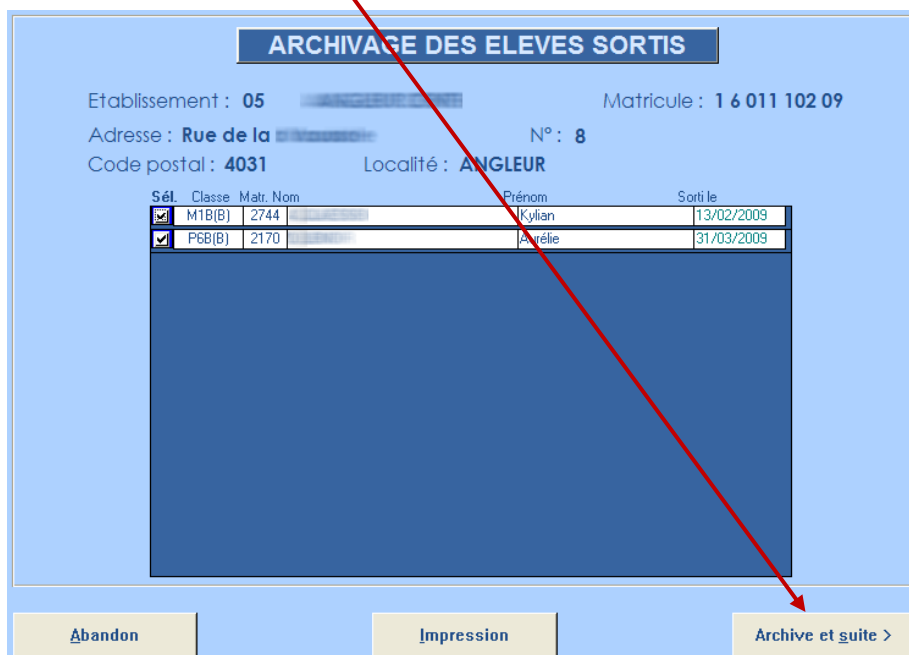 ARCHIVAGE DES ELEVES SORTIS
Etablissement : 05 Matricule : 1 6 011 102 09
Adresse : Rue de la N° : 8
Code postal : 4031 Localité : ANGLEUR
Sél. Classe Matr. Nom Prénom Sorti le
M1B(B) 2744 Kylian 13/02/2009
P6B(B) 2170 Aurélie 31/03/2009
Abandon Impression Archive et suite >